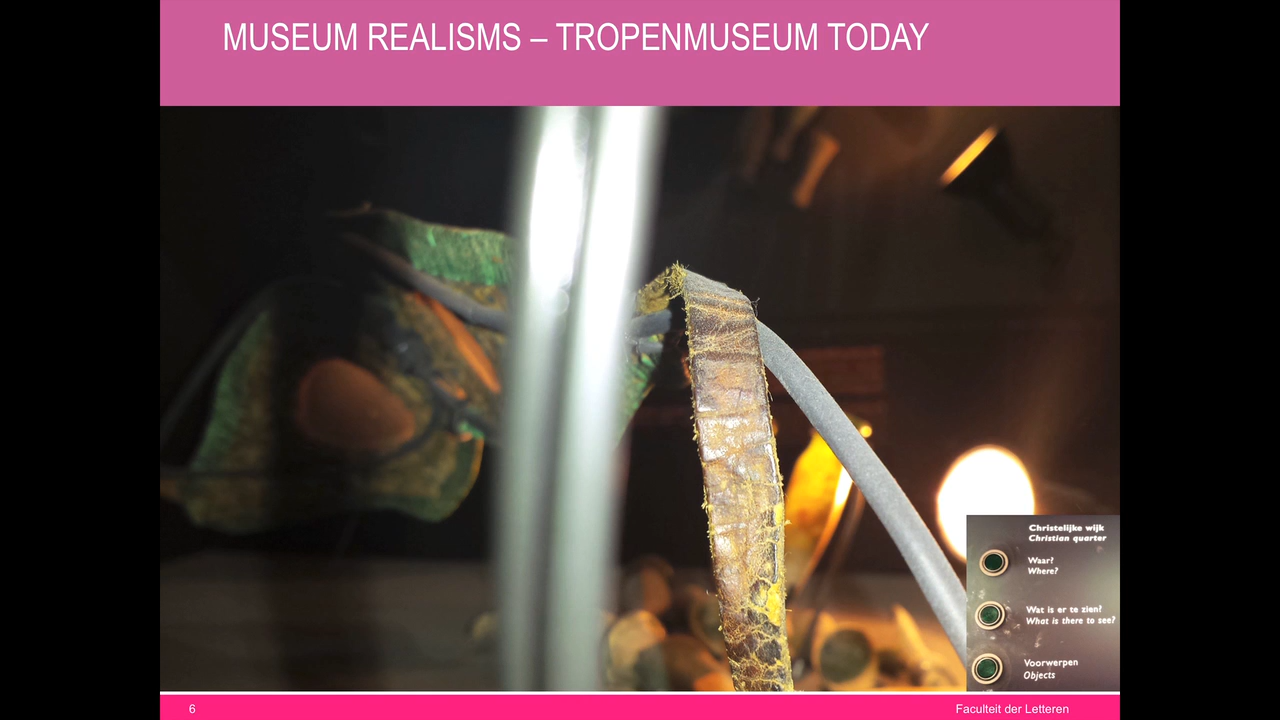 MUSEUM REALISMS – TROPENMUSEUM TODAY
Christelijke wijk
Christian quarter
Waar?
Where?
Wat is er te zien?
What is there to see?
Voorwerpen
Objects
6
Faculteit der Letteren